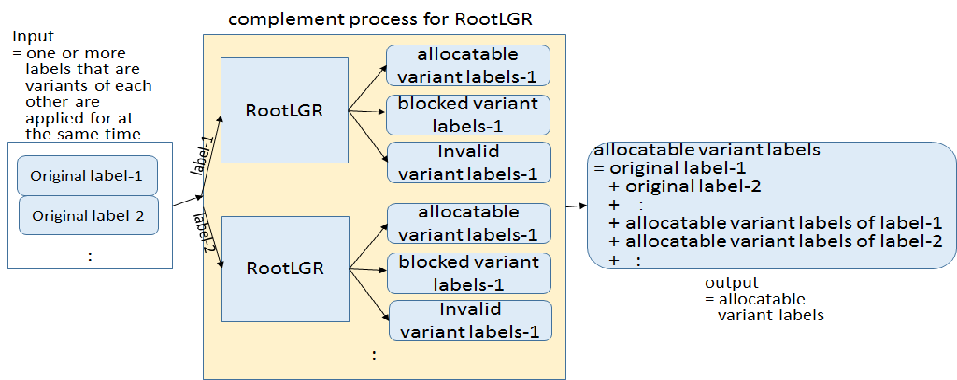 complement process for RootLGR
Input
= one or more
labels that are
variants of each
other are
applied for at
the same time
Original label-1
Original label-2
:
label-1
label-2
RootLGR
allocatable
variant labels-1
blocked variant
labels-1
Invalid
variant labels-1
RootLGR
allocatable
variant labels-1
blocked variant
labels-1
Invalid
variant labels-1
:
allocatable variant labels
= original label-1
+ original label-2
+ :
+ allocatable variant labels of label-1
+ allocatable variant labels of label-2
+ :
output
= allocatable
variant labels